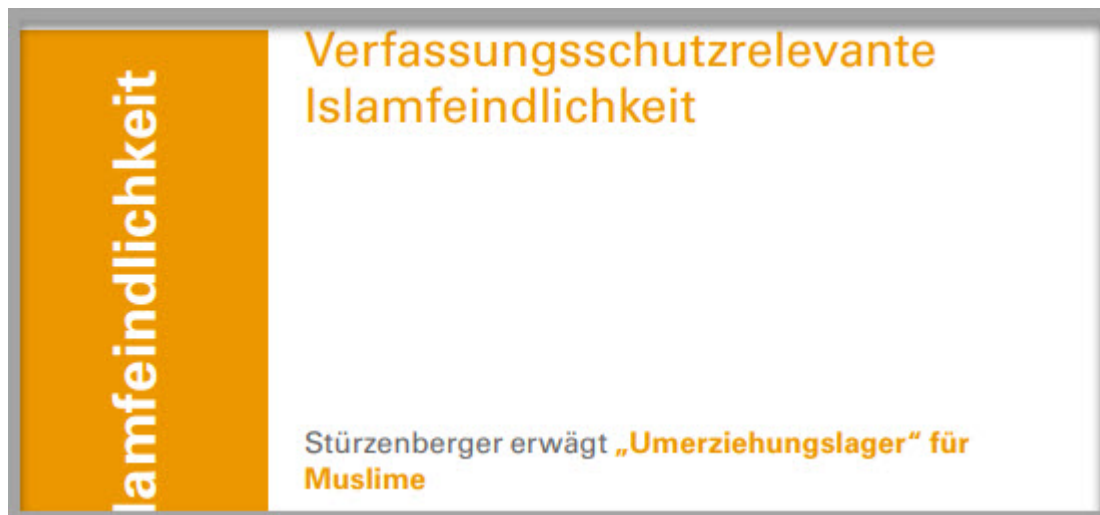 Verfassungsschutzrelevante
Islamfeindlichkeit
lamfeindlichkeit
Stürzenberger erwägt „Umerziehungslager“ für
Muslime